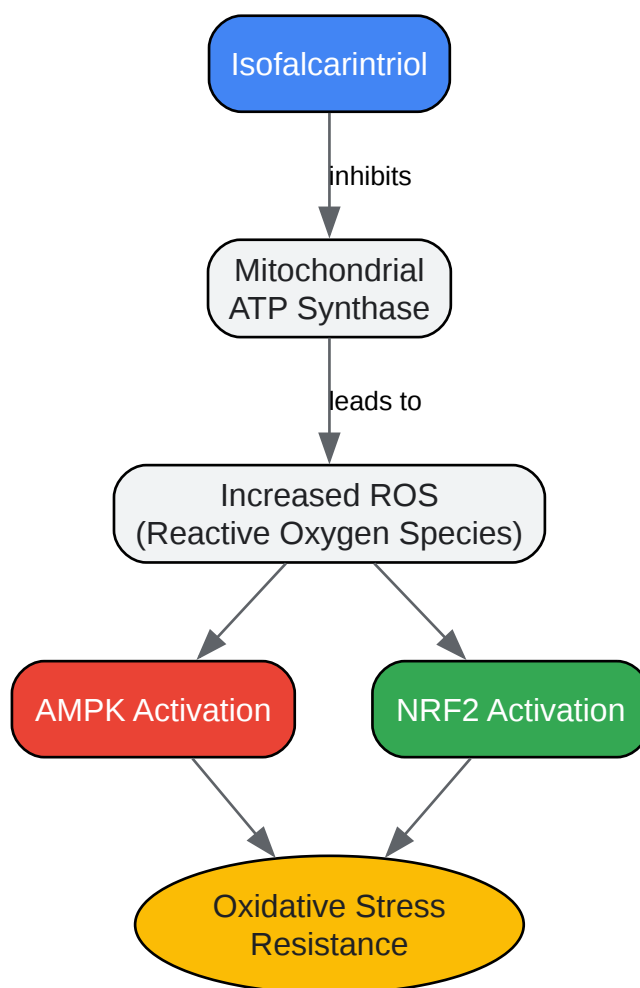 Isofalcarintriol
inhibits
Mitochondrial
ATP Synthase
leads to
Increased ROS
(Reactive Oxygen Species)
AMPK Activation
NRF2 Activation
Oxidative Stress
Resistance